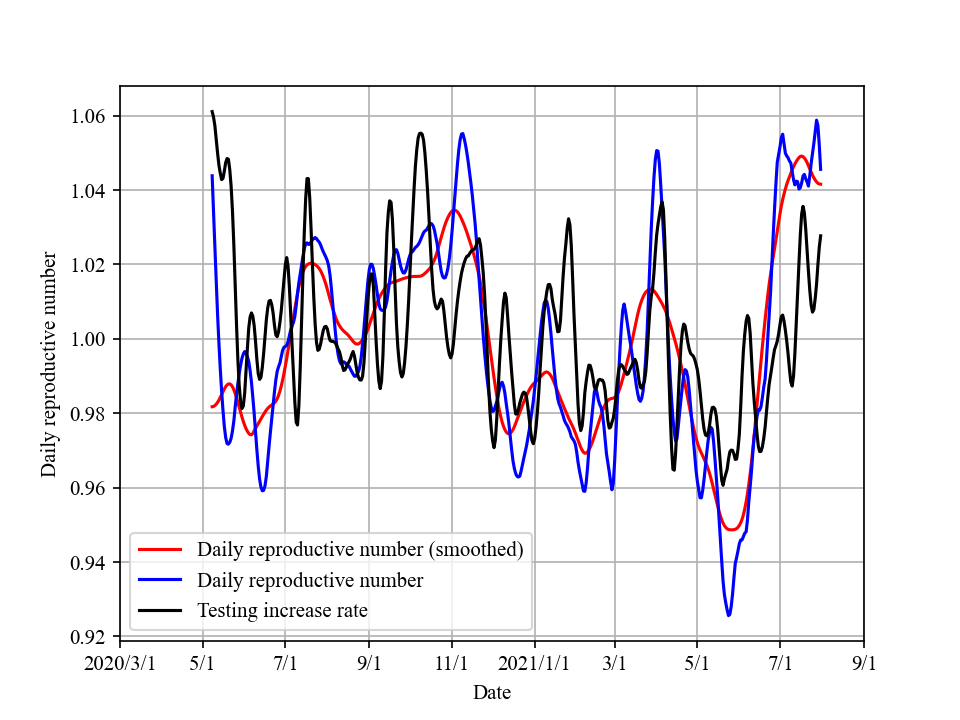 1.06
1.04
1.02
1.00
0.98
0.96
0.94
0.92
Daily reproductive number
Daily reproductive number (smoothed)
Daily reproductive number
Testing increase rate
2020/3/1 5/1 7/1 9/1 11/1 2021/1/1 3/1 5/1 7/1 9/1
Date